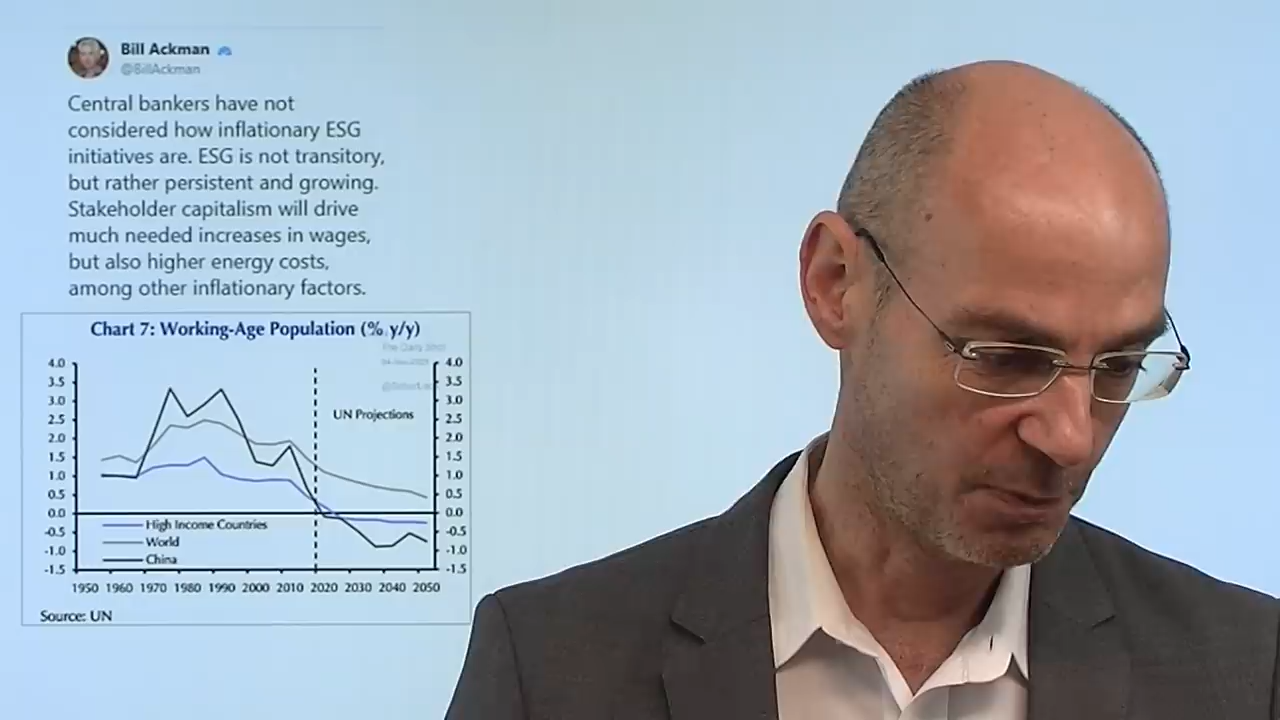 Bill Ackman
@BillAckman
Central bankers have not
considered how inflationary ESG
initiatives are. ESG is not transitory,
but rather persistent and growing.
Stakeholder capitalism will drive
much needed increases in wages,
but also higher energy costs,
among other inflationary factors.
Chart 7: Working-Age Population (% y/y)
The Daily Shot
4.0 4.0
3.5 3.5
3.0 3.0
2.5 2.5
2.0 2.0
1.5 1.5
1.0 1.0
0.5 0.5
0.0 0.0
-0.5 -0.5
-1.0 -1.0
-1.5 -1.5
UN Projections
High Income Countries
World
China
1950 1960 1970 1980 1990 2000 2010 2020 2030 2040 2050
Source: UN